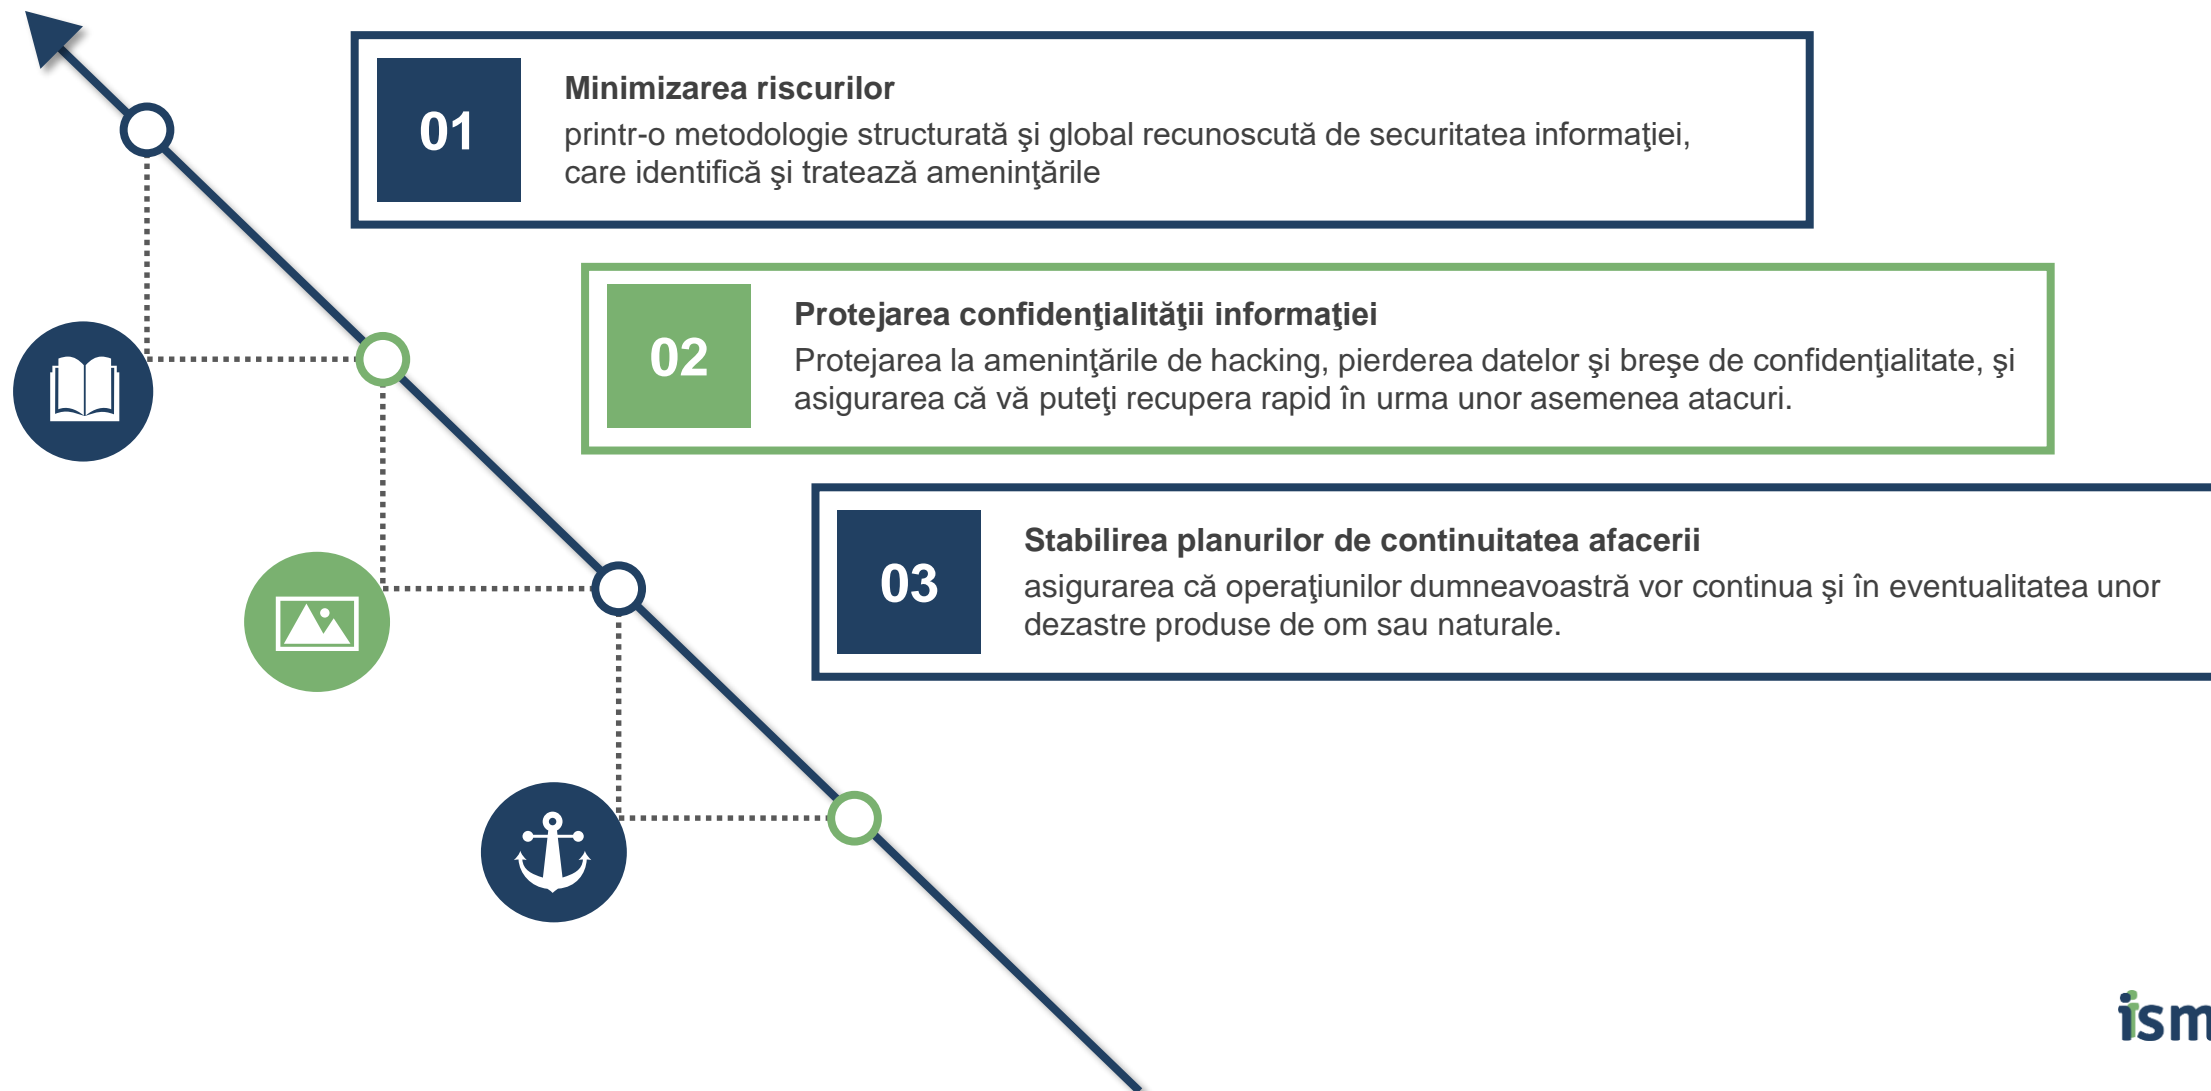 01
Minimizarea riscurilor
printr-o metodologie structurată şi global recunoscută de securitatea informaţiei,
care identifică şi tratează ameninţările
02
Protejarea confidenţialităţii informaţiei
Protejarea la ameninţările de hacking, pierderea datelor şi breşe de confidenţialitate, şi
asigurarea că vă puteţi recupera rapid în urma unor asemenea atacuri.
03
Stabilirea planurilor de continuitatea afacerii
asigurarea că operaţiunilor dumneavoastră vor continua şi în eventualitatea unor
dezastre produse de om sau naturale.
ism